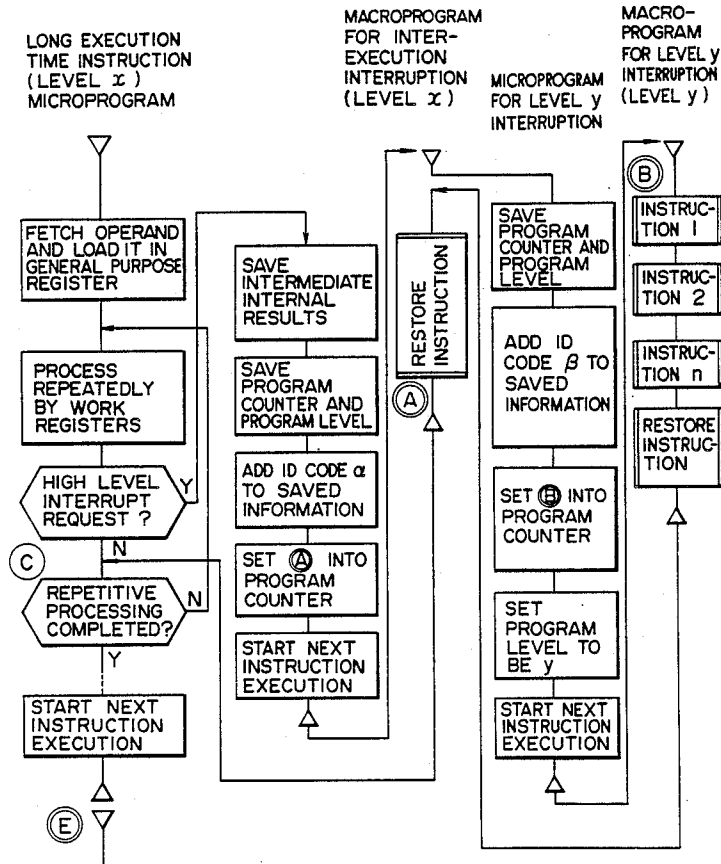 LONG EXECUTION
TIME INSTRUCTION
(LEVEL x)
MICROPROGRAM
FETCH OPERAND
AND LOAD IT IN
GENERAL PURPOSE
REGISTER
PROCESS
REPEATEDLY
BY WORK
REGISTERS
HIGH LEVEL
INTERRUPT
REQUEST ?
Y
N
C
REPETITIVE
PROCESSING
COMPLETED?
N
Y
START NEXT
INSTRUCTION
EXECUTION
E
SAVE
INTERMEDIATE
INTERNAL
RESULTS
SAVE
PROGRAM
COUNTER AND
PROGRAM LEVEL
ADD ID CODE α
TO SAVED
INFORMATION
SET Ⓐ INTO
PROGRAM
COUNTER
START NEXT
INSTRUCTION
EXECUTION
MACROPROGRAM
FOR INTER-
EXECUTION
INTERRUPTION
(LEVEL x)
RESTORE
INSTRUCTION
A
MICROPROGRAM
FOR LEVEL y
INTERRUPTION
SAVE
PROGRAM
COUNTER AND
PROGRAM
LEVEL
ADD ID
CODE β TO
SAVED
INFORMATION
SET Ⓑ INTO
PROGRAM
COUNTER
SET
PROGRAM
LEVEL TO
BE y
START NEXT
INSTRUCTION
EXECUTION
MACRO-
PROGRAM
FOR LEVEL y
INTERRUPTION
(LEVEL y)
B
INSTRUC-
TION 1
INSTRUC-
TION 2
INSTRUC-
TION n
RESTORE
INSTRUC-
TION